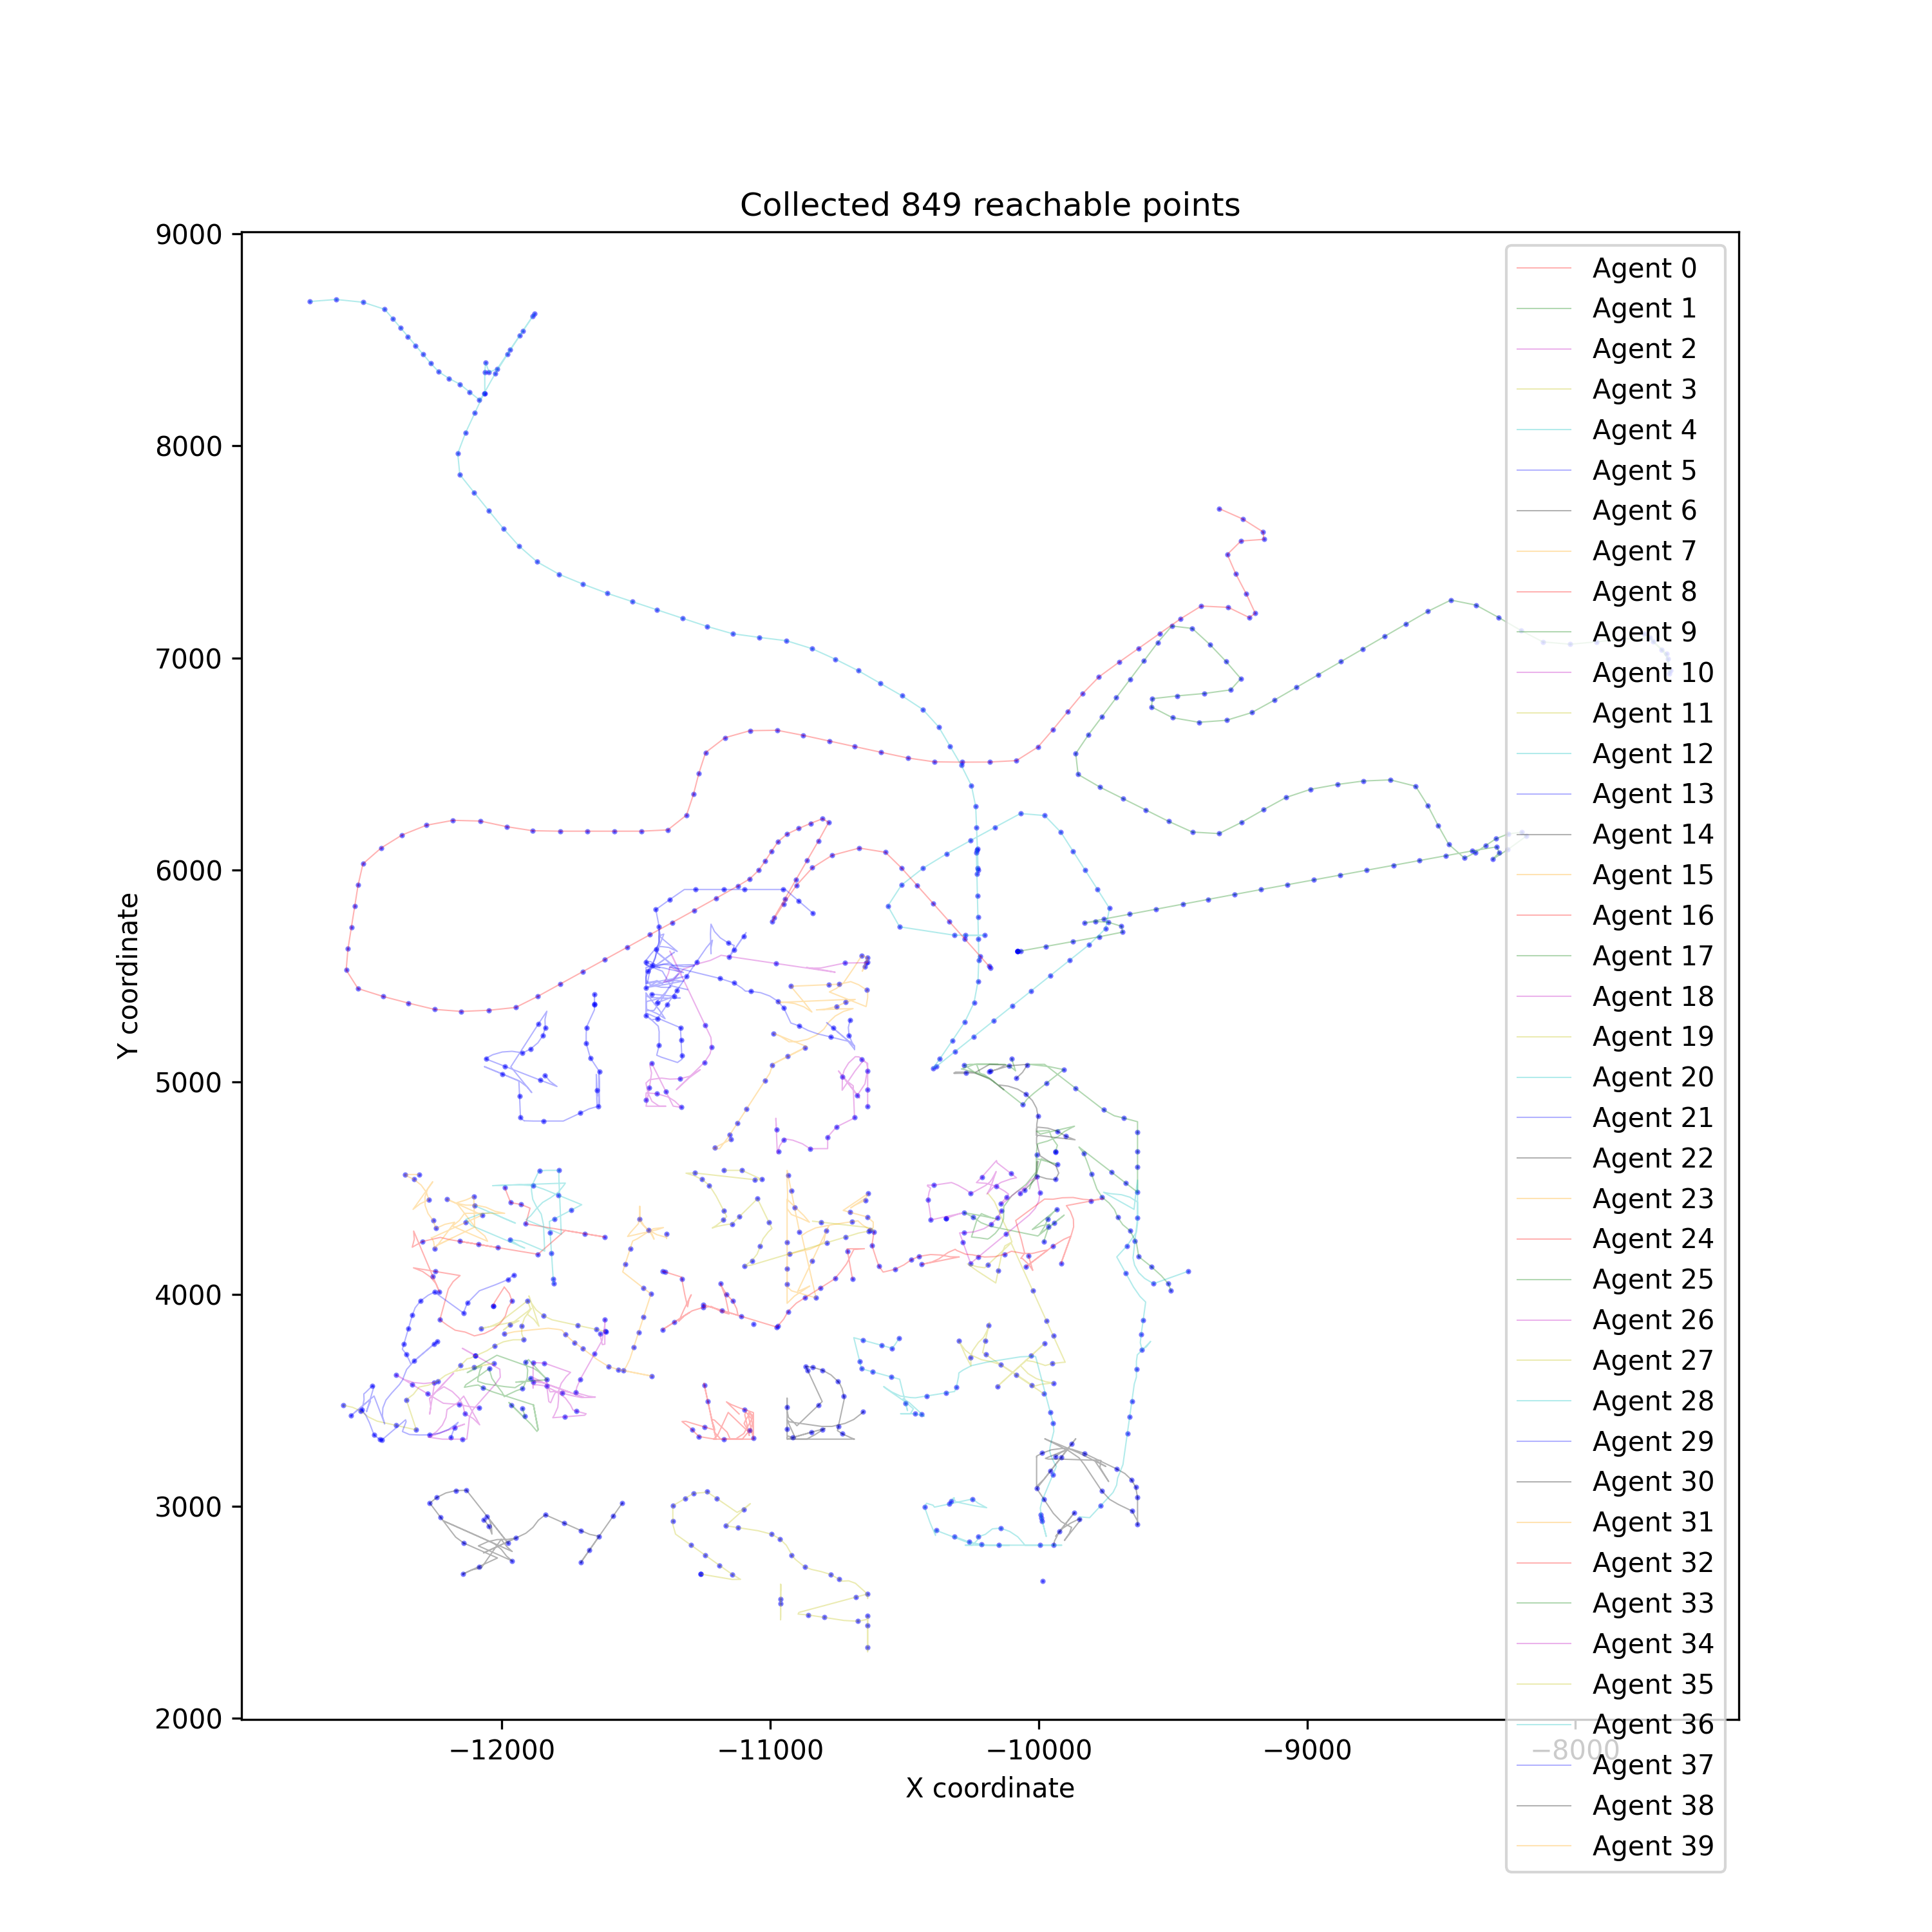 Collected 849 reachable points
9000
8000
7000
6000
5000
4000
3000
2000
Y coordinate
−12000
−11000
−10000
−9000
−8000
X coordinate
Agent 0
Agent 1
Agent 2
Agent 3
Agent 4
Agent 5
Agent 6
Agent 7
Agent 8
Agent 9
Agent 10
Agent 11
Agent 12
Agent 13
Agent 14
Agent 15
Agent 16
Agent 17
Agent 18
Agent 19
Agent 20
Agent 21
Agent 22
Agent 23
Agent 24
Agent 25
Agent 26
Agent 27
Agent 28
Agent 29
Agent 30
Agent 31
Agent 32
Agent 33
Agent 34
Agent 35
Agent 36
Agent 37
Agent 38
Agent 39